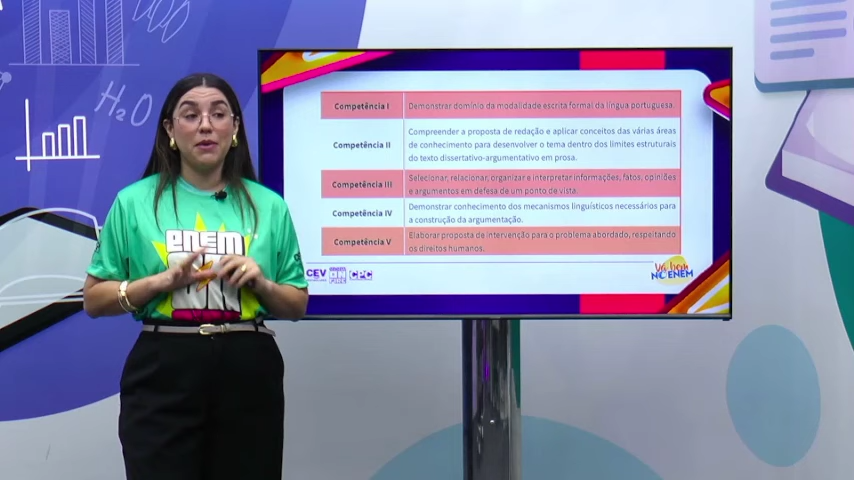 H₂O
Competência I
Demonstrar domínio da modalidade escrita formal da língua portuguesa.
Competência II
Compreender a proposta de redação e aplicar conceitos das várias áreas
de conhecimento para desenvolver o tema dentro dos limites estruturais
do texto dissertativo-argumentativo em prosa.
Competência III
Selecionar, relacionar, organizar e interpretar informações, fatos, opiniões
e argumentos em defesa de um ponto de vista.
Competência IV
Demonstrar conhecimento dos mecanismos linguísticos necessários para
a construção da argumentação.
Competência V
Elaborar proposta de intervenção para o problema abordado, respeitando
os direitos humanos.
CEV
CPC
Vá bem
NO ENEM
enem